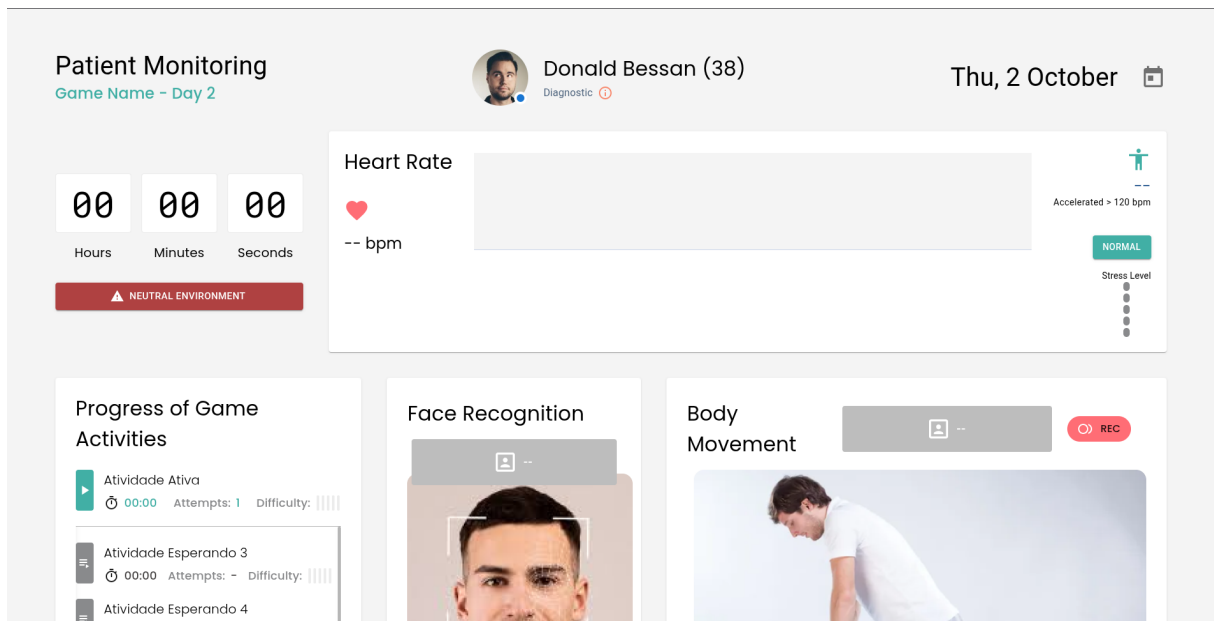 Patient Monitoring
Game Name - Day 2
Donald Bessan (38)
Diagnostic
Thu, 2 October
00 00 00
Hours Minutes Seconds
NEUTRAL ENVIRONMENT
Heart Rate
-- bpm
--
Accelerated > 120 bpm
NORMAL
Stress Level
Progress of Game
Activities
Atividade Ativa
00:00 Attempts: 1 Difficulty:
Atividade Esperando 3
00:00 Attempts: - Difficulty:
Atividade Esperando 4
Face Recognition
--
Body
Movement
--
REC